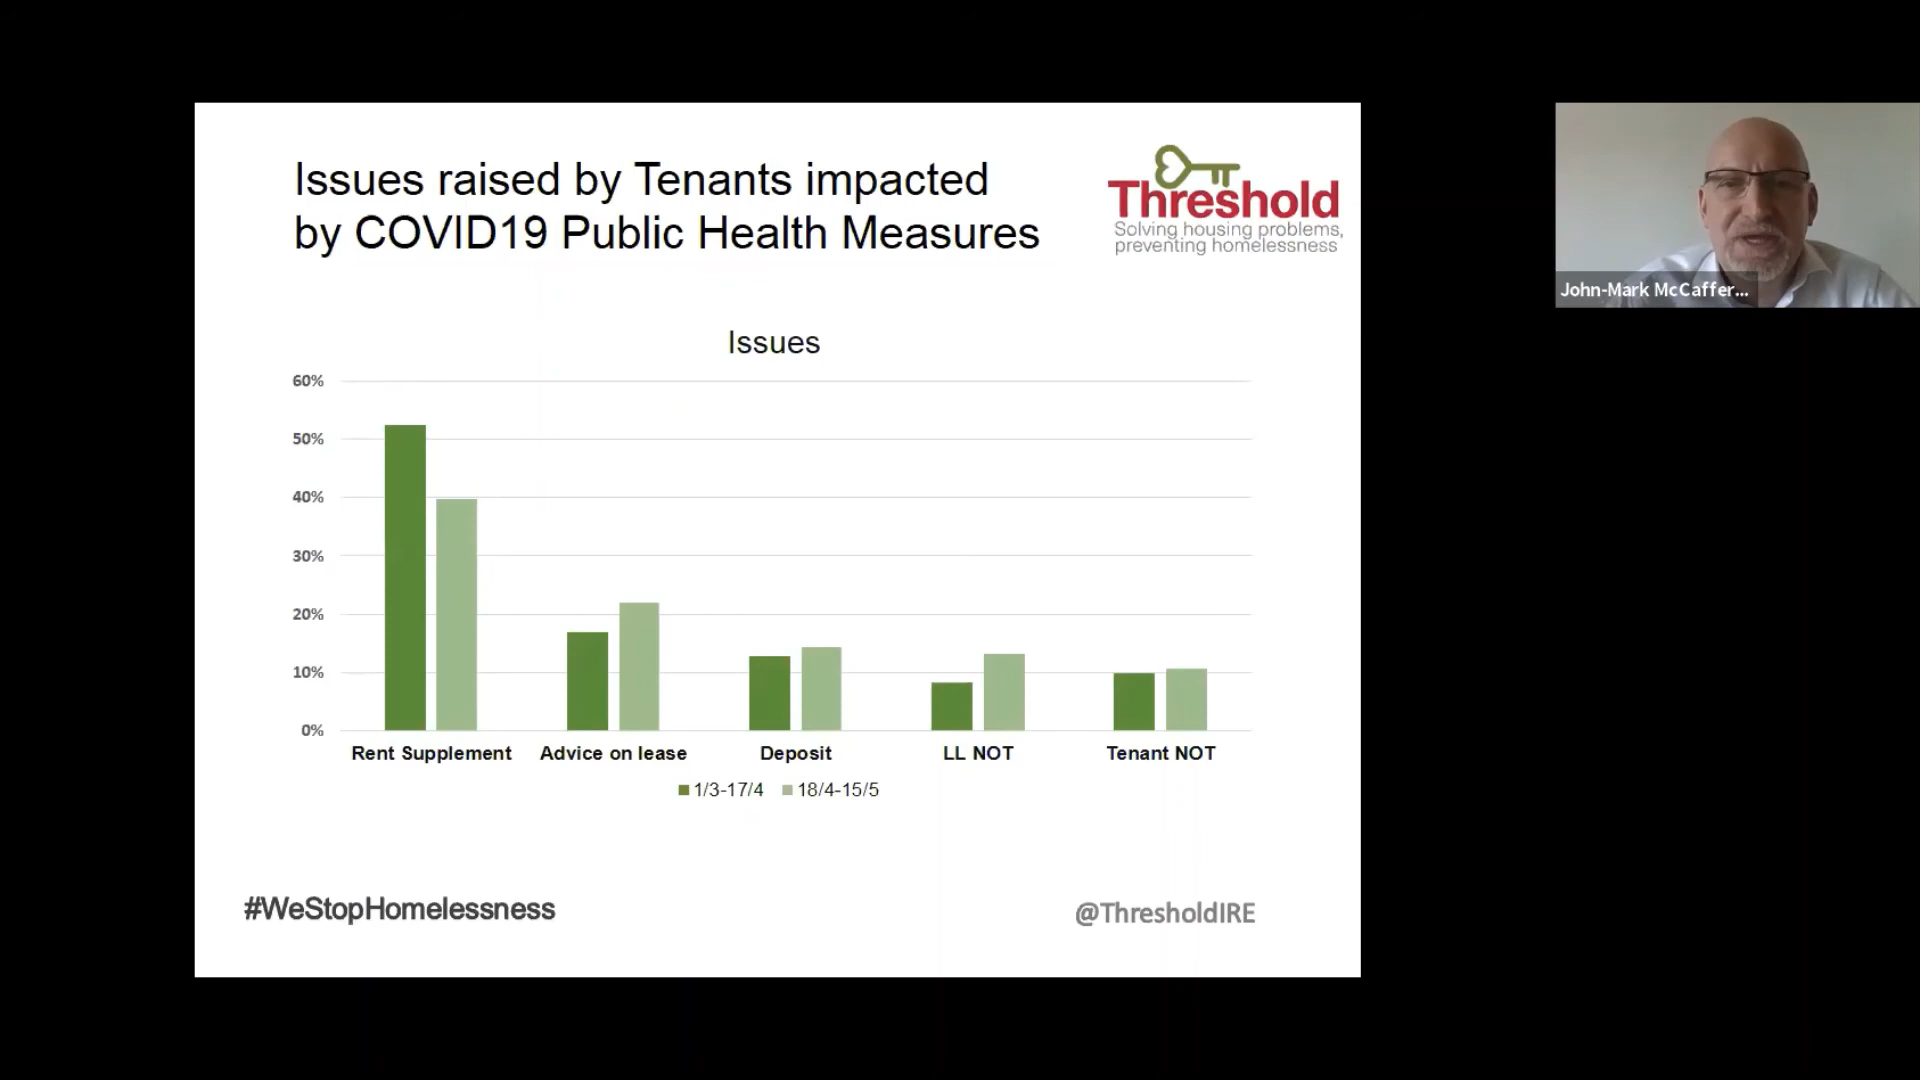 Issues raised by Tenants impacted
by COVID19 Public Health Measures
Threshold
Solving housing problems,
preventing homelessness
John-Mark McCaffer...
Issues
60%
50%
40%
30%
20%
10%
0%
Rent Supplement
Advice on lease
Deposit
LL NOT
Tenant NOT
1/3-17/4
18/4-15/5
#WeStopHomelessness
@ThresholdIRE